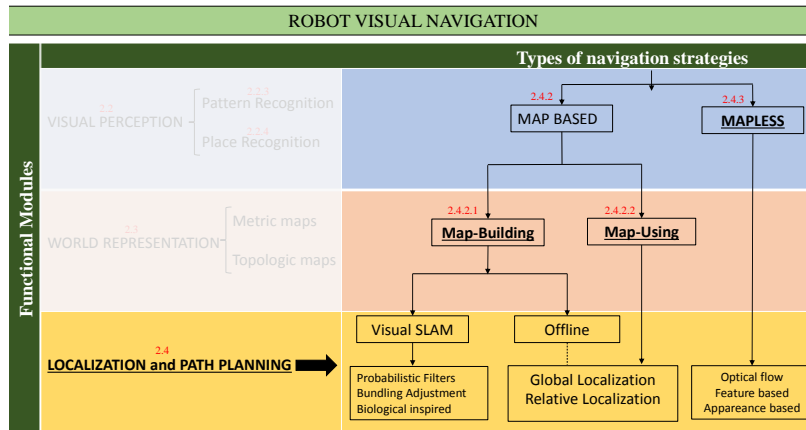 ROBOT VISUAL NAVIGATION
Types of navigation strategies
Functional Modules
2.2
VISUAL PERCEPTION
2.2.3
Pattern Recognition
2.2.4
Place Recognition
2.4.2
MAP BASED
2.4.3
MAPLESS
2.3
WORLD REPRESENTATION
Metric maps
Topologic maps
2.4.2.1
Map-Building
2.4.2.2
Map-Using
2.4
LOCALIZATION and PATH PLANNING
Visual SLAM
Offline
Probabilistic Filters
Bundling Adjustment
Biological inspired
Global Localization
Relative Localization
Optical flow
Feature based
Appareance based